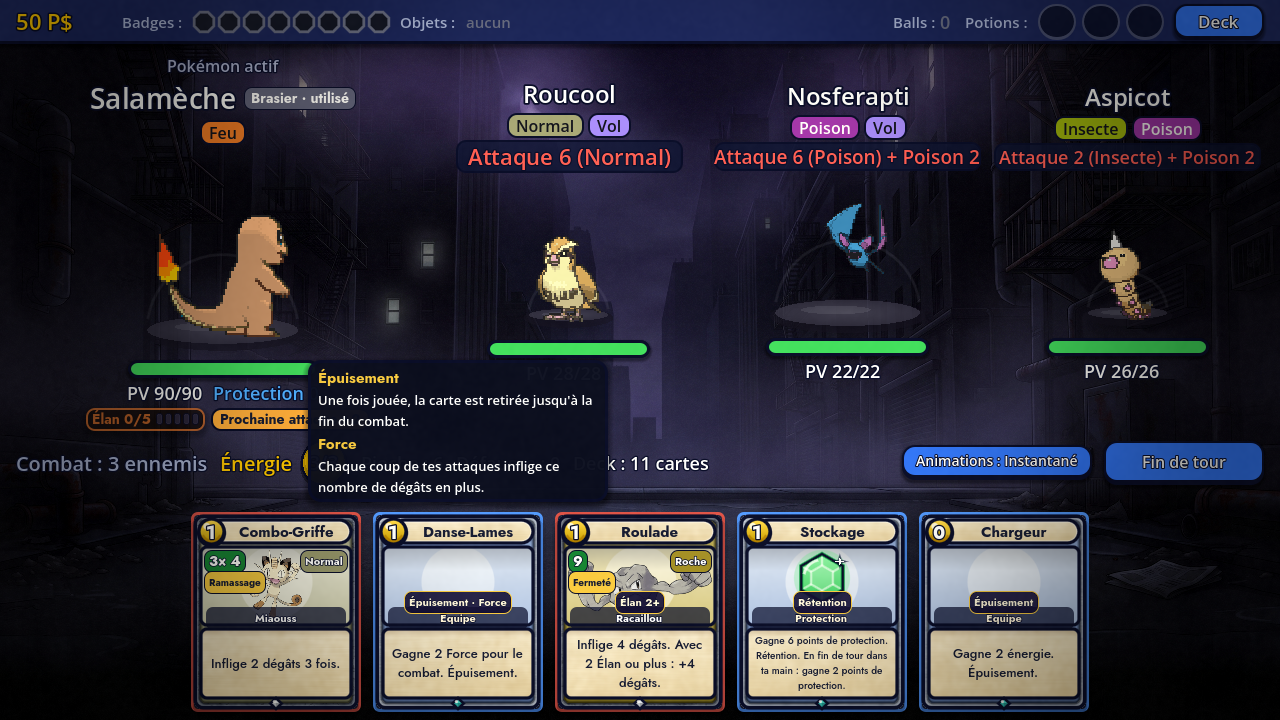 50 P$
Badges :
Objets : aucun
Balls : 0
Potions :
Deck
Pokémon actif
Salamèche
Brasier · utilisé
Feu
Roucool
Normal
Vol
Attaque 6 (Normal)
Nosferapti
Poison
Vol
Attaque 6 (Poison) + Poison 2
Aspicot
Insecte
Poison
Attaque 2 (Insecte) + Poison 2
PV 90/90
Protection
Élan 0/5
Prochaine
PV 28/28
PV 22/22
PV 26/26
Épuisement
Une fois jouée, la carte est retirée jusqu'à la
fin du combat.
Force
Chaque coup de tes attaques inflige ce
nombre de dégâts en plus.
Combat : 3 ennemis
Énergie
Deck : 11 cartes
Animations : Instantané
Fin de tour
1
Combo-Griffe
3x 4
Normal
Ramassage
Miaouss
Inflige 2 dégâts 3 fois.
1
Danse-Lames
Épuisement · Force
Equipe
Gagne 2 Force pour le
combat. Épuisement.
1
Roulade
9
Roche
Fermeté
Élan 2+
Racaillou
Inflige 4 dégâts. Avec
2 Élan ou plus : +4
dégâts.
1
Stockage
Rétention
Protection
Gagne 6 points de protection.
Rétention. En fin de tour dans
ta main : gagne 2 points de
protection.
0
Chargeur
Épuisement
Equipe
Gagne 2 énergie.
Épuisement.